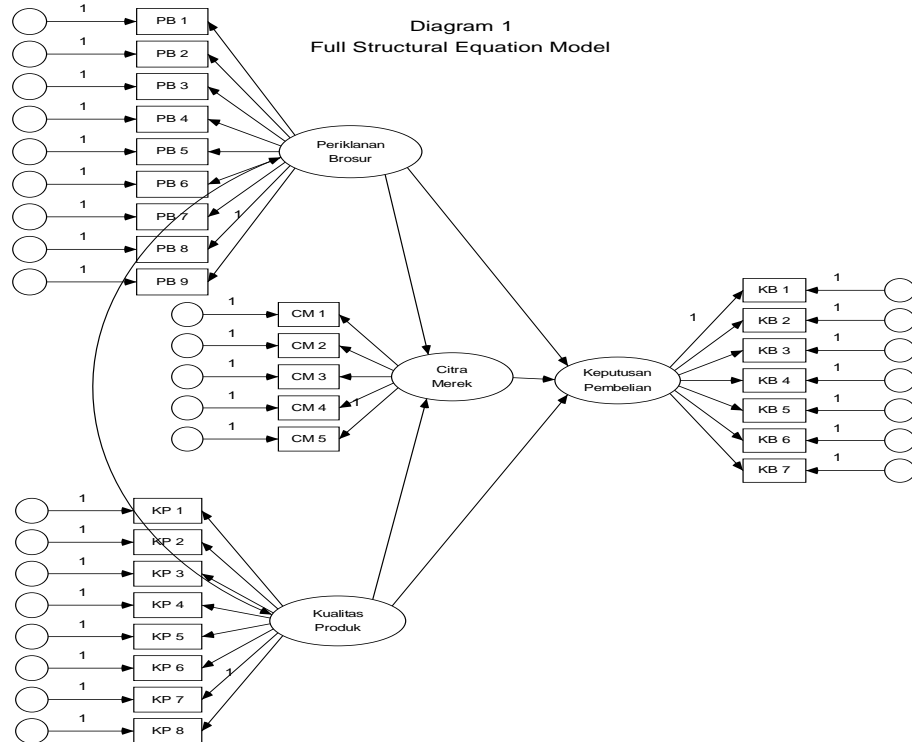 Diagram 1
Full Structural Equation Model
1
PB 1
1
PB 2
1
PB 3
1
PB 4
1
PB 5
1
PB 6
1
PB 7
1
1
PB 8
1
PB 9
Periklanan
Brosur
1
CM 1
1
CM 2
1
CM 3
1
CM 4
1
1
CM 5
Citra
Merek
Keputusan
Pembelian
1
KB 1
1
KB 2
1
1
KB 3
1
KB 4
1
KB 5
1
KB 6
1
KB 7
1
1
KP 1
1
KP 2
1
KP 3
1
KP 4
1
KP 5
1
KP 6
1
1
KP 7
1
KP 8
Kualitas
Produk